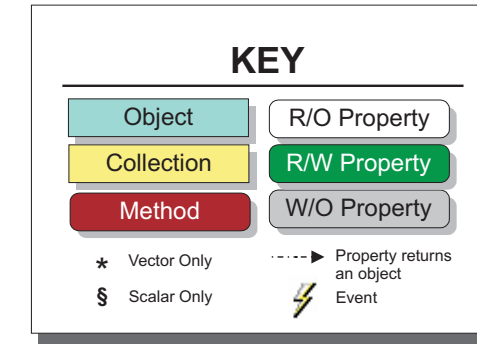 KEY
Object
R/O Property
Collection
R/W Property
Method
W/O Property
* Vector Only
Property returns
an object
§ Scalar Only
Event